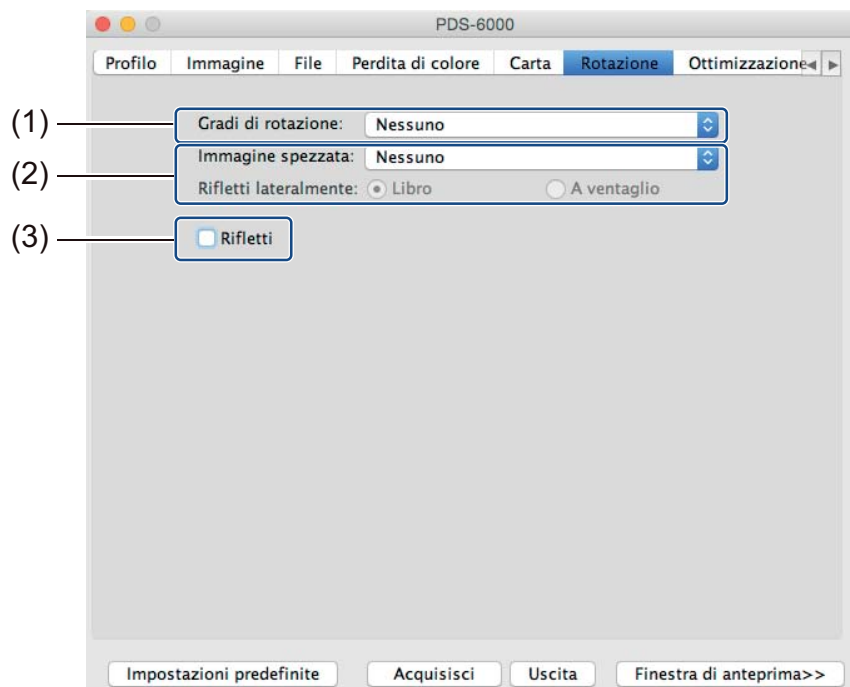 PDS-6000
Profilo Immagine File Perdita di colore Carta Rotazione Ottimizzazione
(1) Gradi di rotazione: Nessuno
(2) Immagine spezzata: Nessuno
Rifletti lateralmente: Libro A ventaglio
(3) Rifletti
Impostazioni predefinite Acquisisci Uscita Finestra di anteprima>>